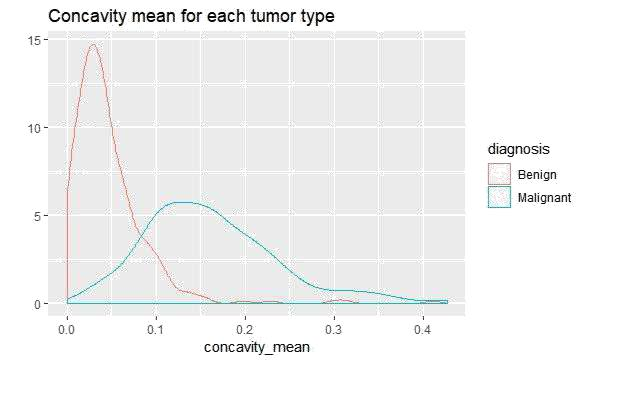 Concavity mean for each tumor type
15
10
5
0
0.0 0.1 0.2 0.3 0.4
concavity_mean
diagnosis
Benign
Malignant